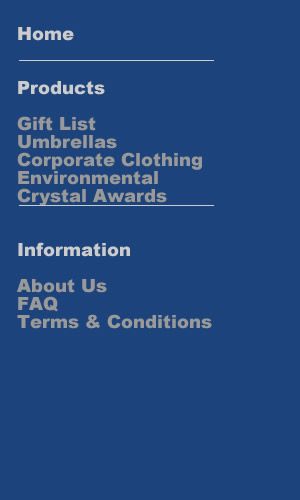 Home
Products
Gift List
Umbrellas
Corporate Clothing
Environmental
Crystal Awards
Information
About Us
FAQ
Terms & Conditions